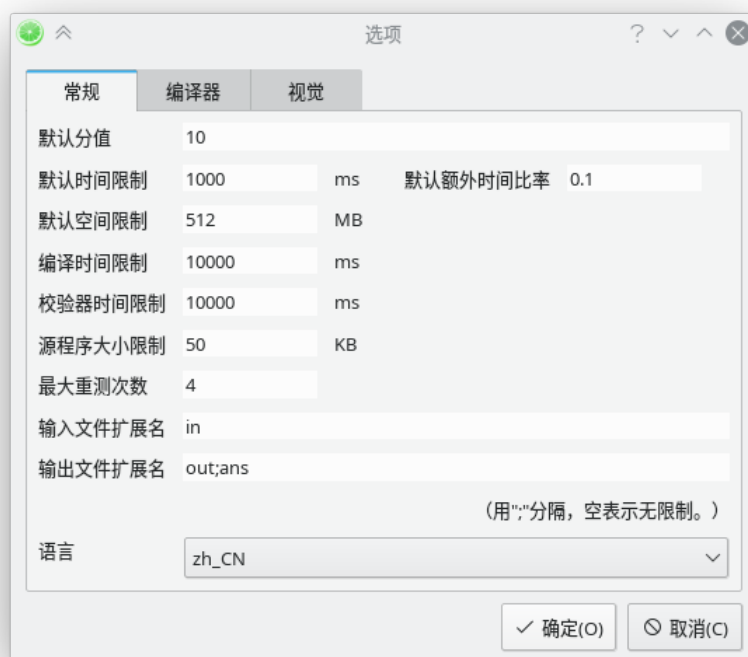 选项
常规 编译器 视觉
默认分值 10
默认时间限制 1000 ms 默认额外时间比率 0.1
默认空间限制 512 MB
编译时间限制 10000 ms
校验器时间限制 10000 ms
源程序大小限制 50 KB
最大重测次数 4
输入文件扩展名 in
输出文件扩展名 out;ans
（用";"分隔，空表示无限制。）
语言 zh_CN
确定(O) 取消(C)